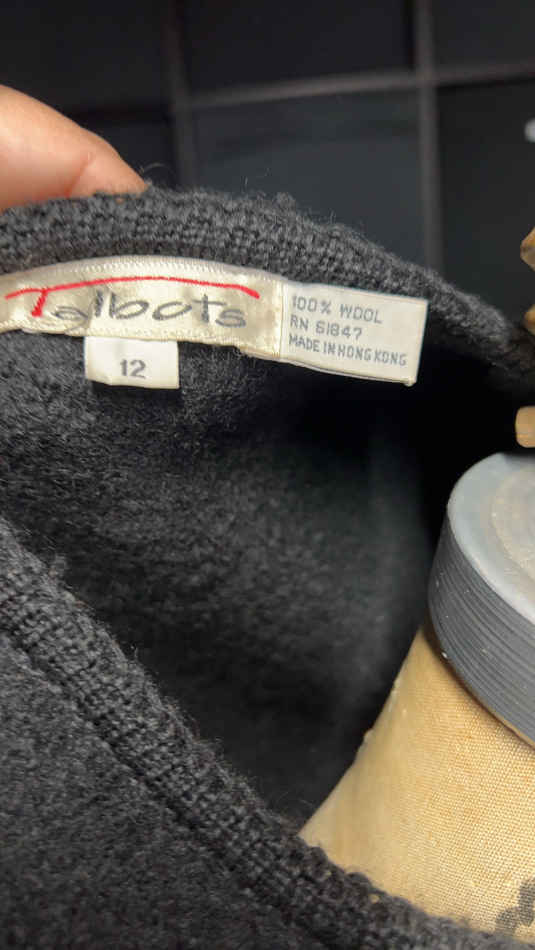 Talbots
12
100% WOOL
RN 61847
MADE IN HONG KONG